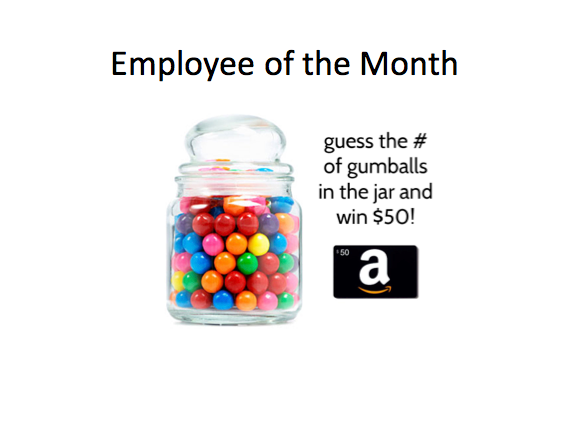 Employee of the Month
guess the #
of gumballs
in the jar and
win $50!
$50
a